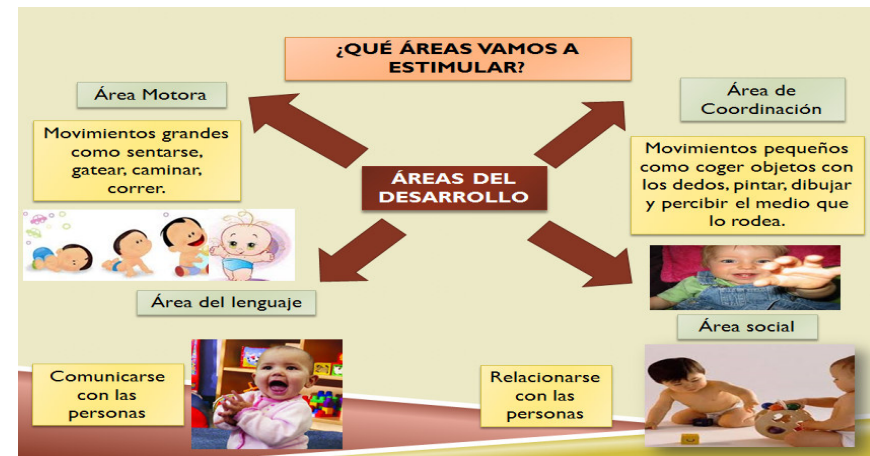 ¿QUÉ ÁREAS VAMOS A
ESTIMULAR?
Área Motora
Movimientos grandes
como sentarse,
gatear, caminar,
correr.
Área de
Coordinación
Movimientos pequeños
como coger objetos con
los dedos, pintar, dibujar
y percibir el medio que
lo rodea.
ÁREAS DEL
DESARROLLO
Área del lenguaje
Comunicarse
con las
personas
Área social
Relacionarse
con las
personas